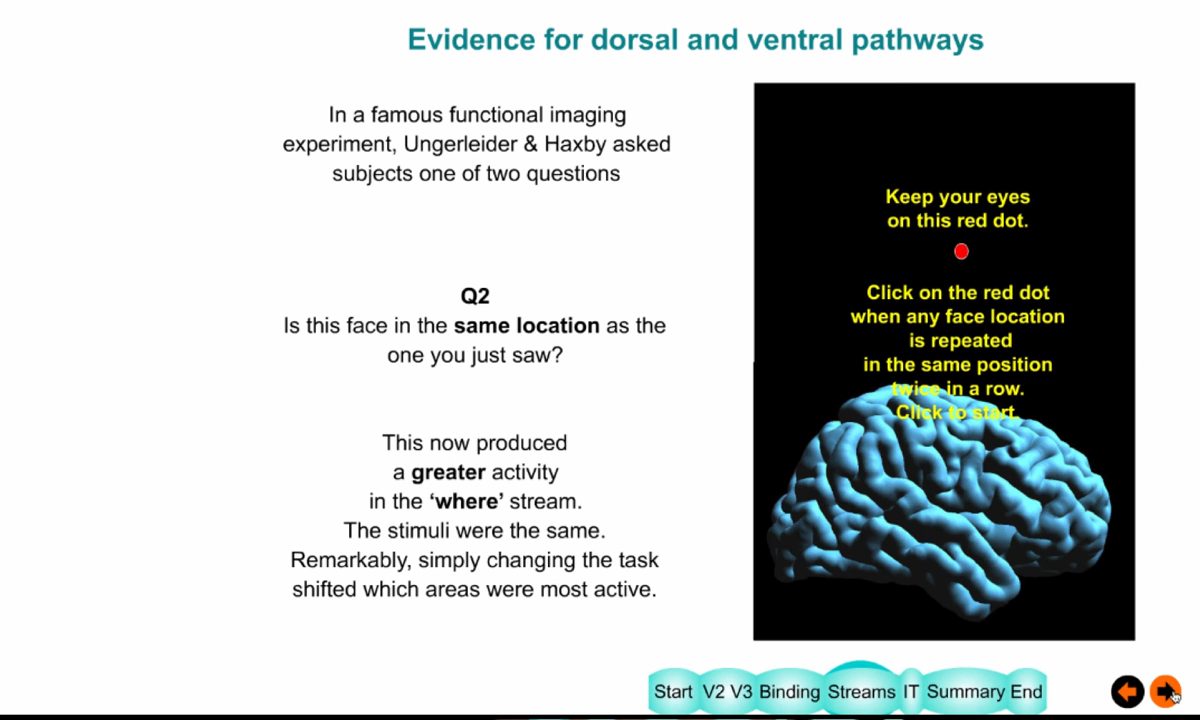 Evidence for dorsal and ventral pathways
In a famous functional imaging
experiment, Ungerleider & Haxby asked
subjects one of two questions
Q2
Is this face in the same location as the
one you just saw?
This now produced
a greater activity
in the ‘where’ stream.
The stimuli were the same.
Remarkably, simply changing the task
shifted which areas were most active.
Keep your eyes
on this red dot.
Click on the red dot
when any face location
is repeated
in the same position
twice in a row.
Click to start.
Start V2 V3 Binding Streams IT Summary End